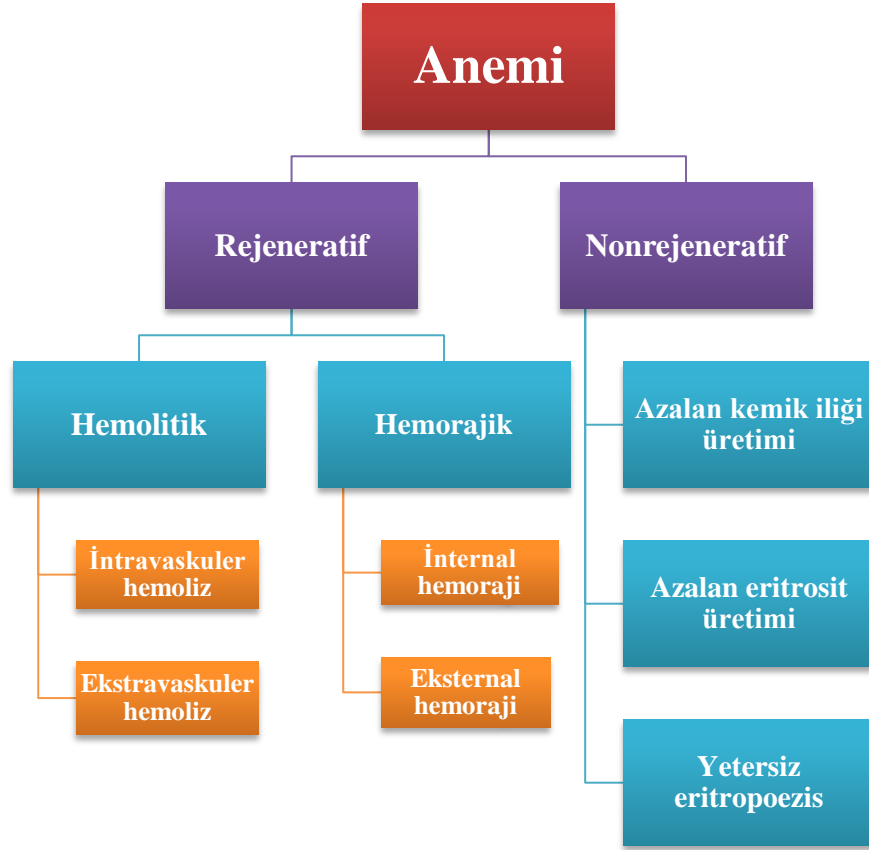 Anemi
Rejeneratif
Nonrejeneratif
Hemolitik
Hemorajik
Azalan kemik iliği
üretimi
İntravaskuler
hemoliz
İnternal
hemoraji
Azalan eritrosit
üretimi
Ekstravaskuler
hemoliz
Eksternal
hemoraji
Yetersiz
eritropoezis